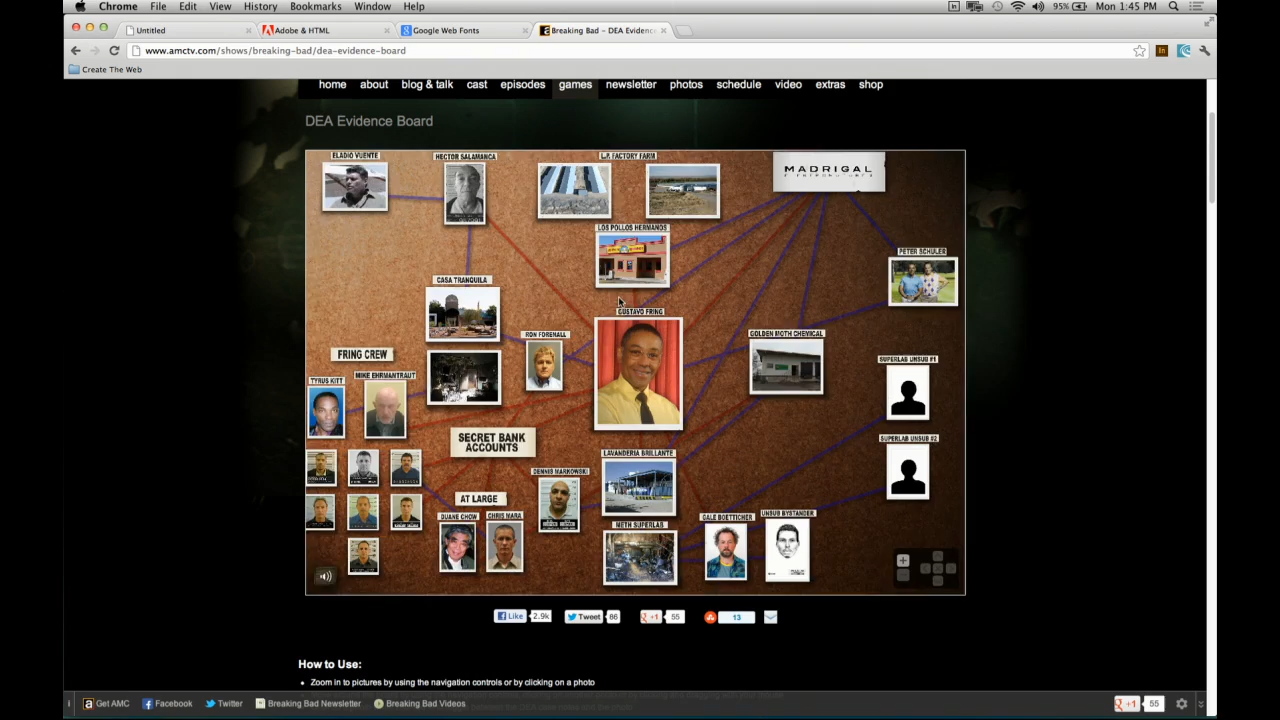 Chrome File Edit View History Bookmarks Window Help 95% Mon 1:45 PM
Untitled Adobe & HTML Google Web Fonts Breaking Bad – DEA Evidence
www.amctv.com/shows/breaking-bad/dea-evidence-board
Create The Web
home about blog & talk cast episodes games newsletter photos schedule video extras shop
DEA Evidence Board
ELADIO VUENTE HECTOR SALAMANCA L.P. FACTORY FARM
MADRIGAL
LOS POLLOS HERMANOS
PETER SCHULER
CASA TRANQUILA
GUSTAVO FRING
RON FORENALL GOLDEN MOTH CHEMICAL
FRING CREW
SUPERLAB UNSUB #1
TYRUS KITT MIKE EHRMANTRAUT
SECRET BANK
ACCOUNTS
SUPERLAB UNSUB #2
LAVANDERIA BRILLANTE
DENNIS MARKOWSKI
AT LARGE
DUANE CHOW CHRIS MARA
METH SUPERLAB GALE BOETTICHER UNSUB BYSTANDER
Like 2.9k Tweet 86 +1 55 13
How to Use:
Zoom in to pictures by using the navigation controls or by clicking on a photo
Get AMC Facebook Twitter Breaking Bad Newsletter Breaking Bad Videos +1 55